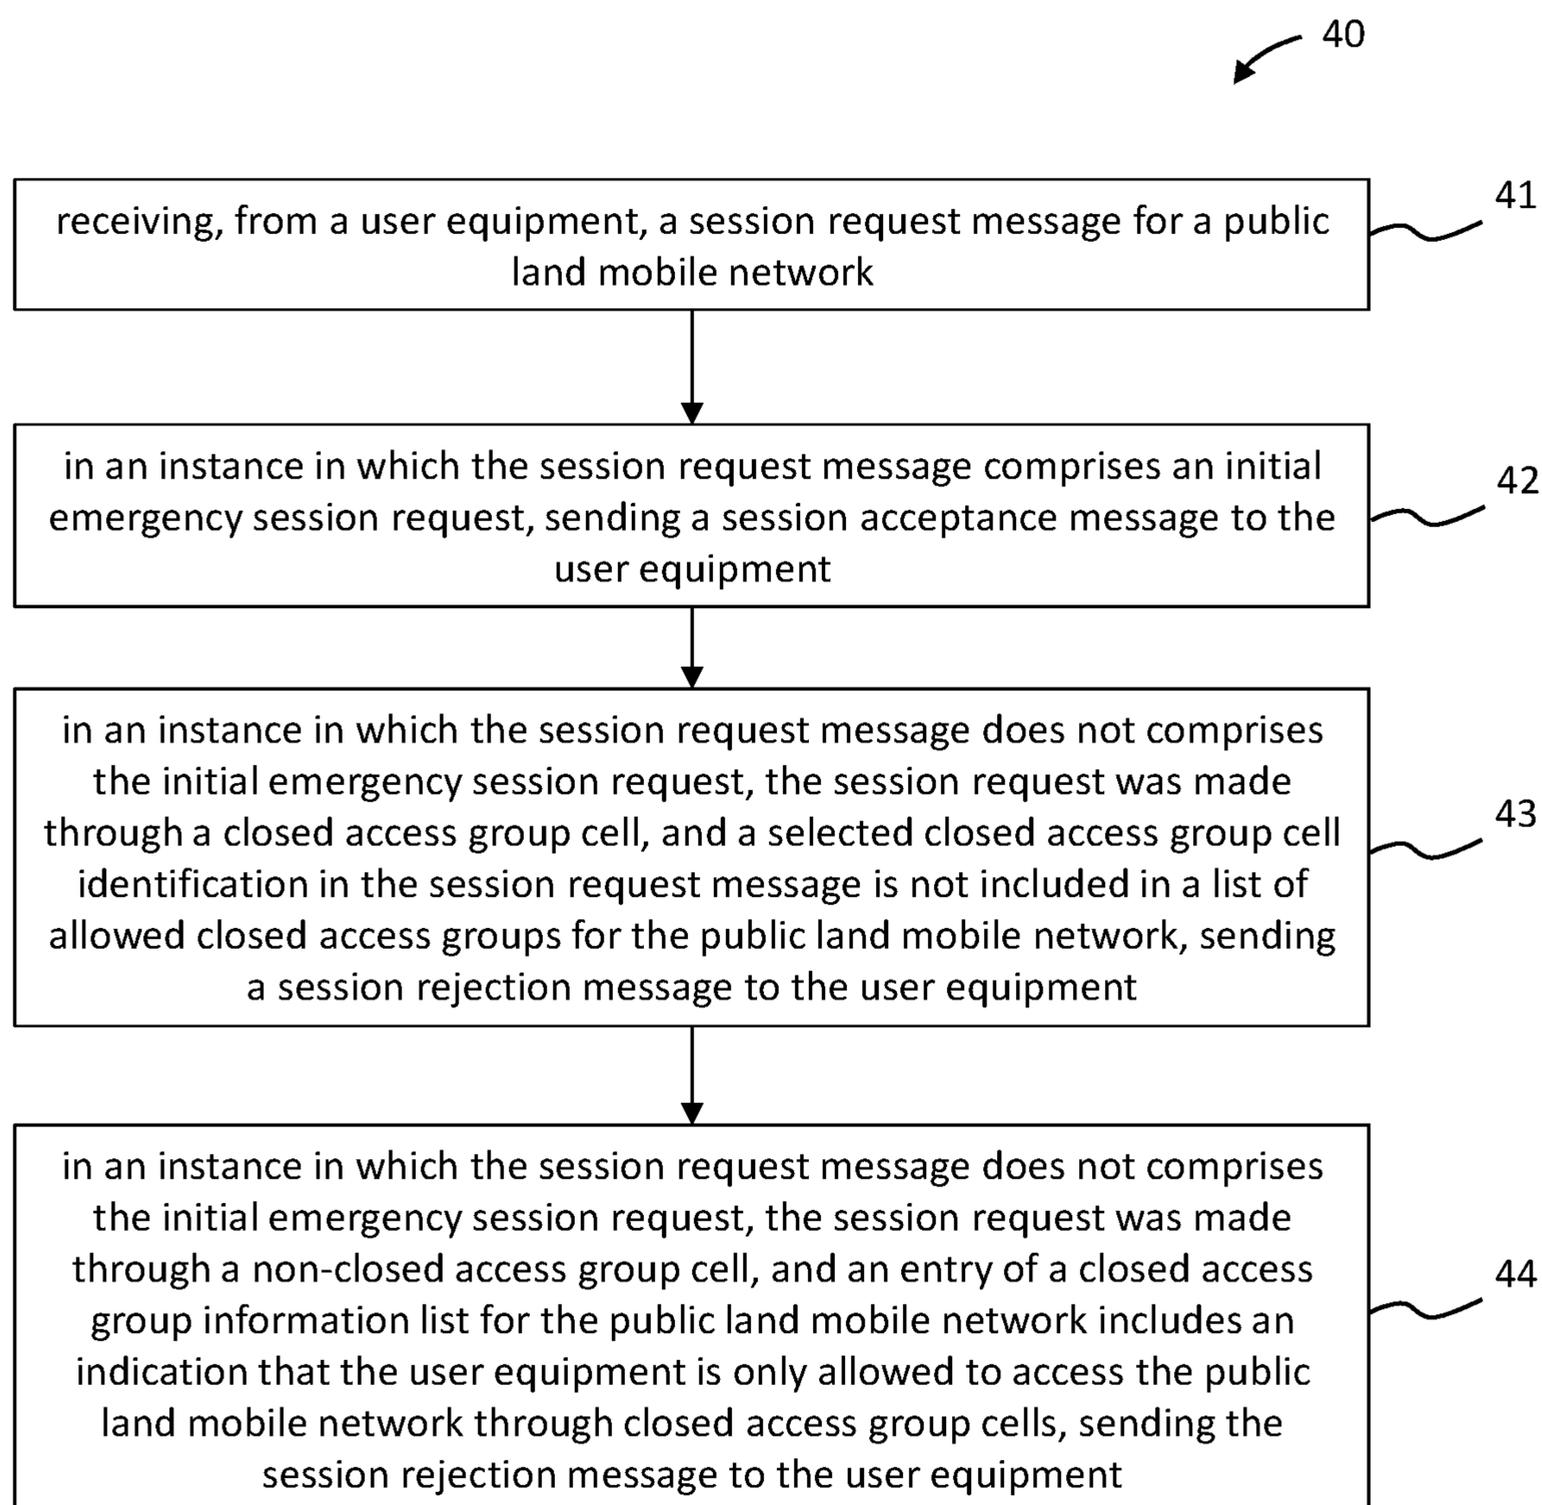 40
receiving, from a user equipment, a session request message for a public
land mobile network
41
in an instance in which the session request message comprises an initial
emergency session request, sending a session acceptance message to the
user equipment
42
in an instance in which the session request message does not comprises
the initial emergency session request, the session request was made
through a closed access group cell, and a selected closed access group cell
identification in the session request message is not included in a list of
allowed closed access groups for the public land mobile network, sending
a session rejection message to the user equipment
43
in an instance in which the session request message does not comprises
the initial emergency session request, the session request was made
through a non-closed access group cell, and an entry of a closed access
group information list for the public land mobile network includes an
indication that the user equipment is only allowed to access the public
land mobile network through closed access group cells, sending the
session rejection message to the user equipment
44